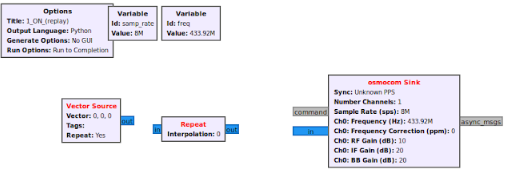 Options
Title: 1_ON_(replay)
Output Language: Python
Generate Options: No GUI
Run Options: Run to Completion
Variable
Id: samp_rate
Value: 8M
Variable
Id: freq
Value: 433.92M
Vector Source
Vector: 0, 0, 0
Tags:
Repeat: Yes
out
in
Repeat
Interpolation: 0
out
command
in
osmocom Sink
Sync: Unknown PPS
Number Channels: 1
Sample Rate (sps): 8M
Ch0: Frequency (Hz): 433.92M
Ch0: Frequency Correction (ppm): 0
Ch0: RF Gain (dB): 10
Ch0: IF Gain (dB): 20
Ch0: BB Gain (dB): 20
async_msgs